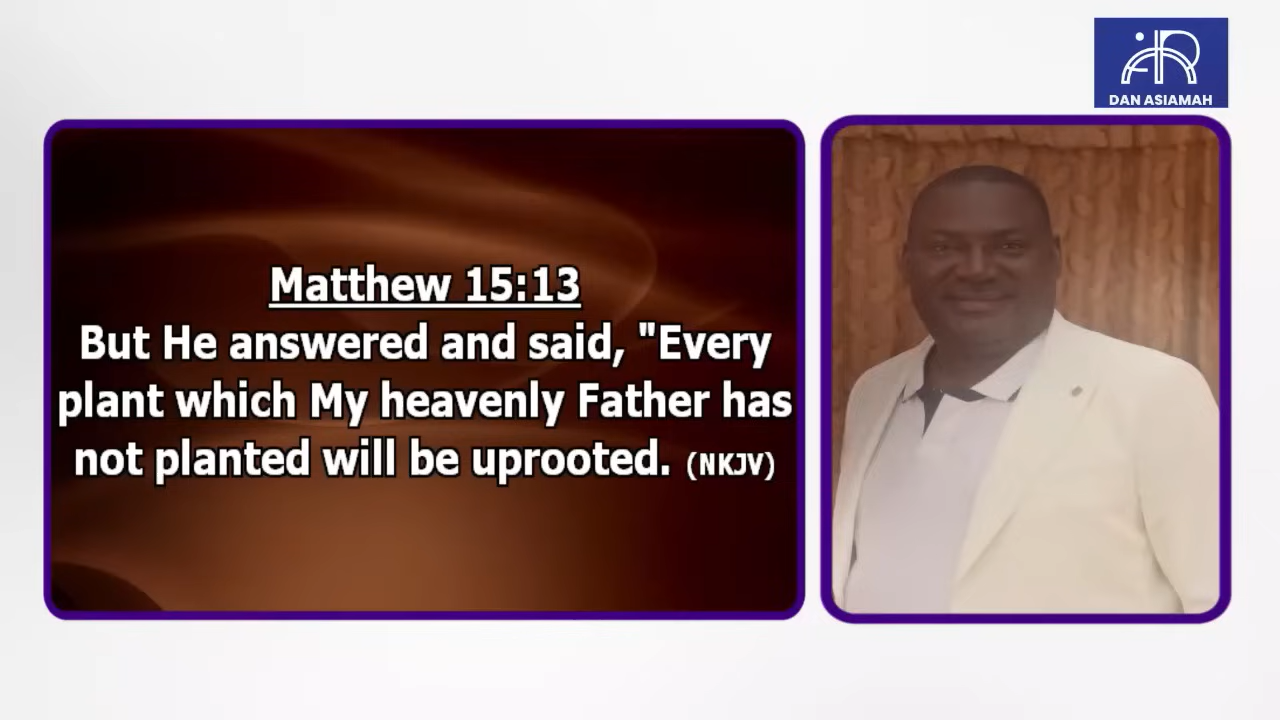 DAN ASIAMAH
Matthew 15:13
But He answered and said, "Every
plant which My heavenly Father has
not planted will be uprooted. (NKJV)